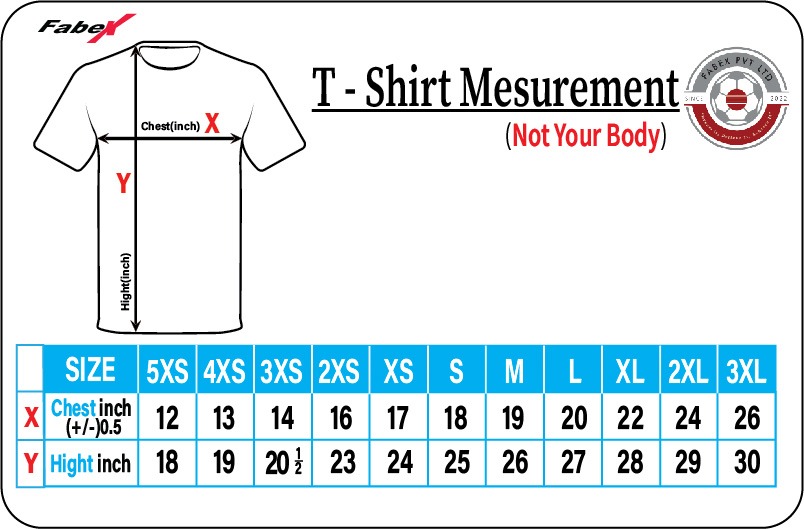 Fabex
T - Shirt Mesurement
(Not Your Body)
FABEX PVT LTD
SINCE 2022
Chest(inch) X
Y
Hight(inch)
SIZE 5XS 4XS 3XS 2XS XS S M L XL 2XL 3XL
X Chest inch (+/-)0.5 12 13 14 16 17 18 19 20 22 24 26
Y Hight inch 18 19 20 1/2 23 24 25 26 27 28 29 30